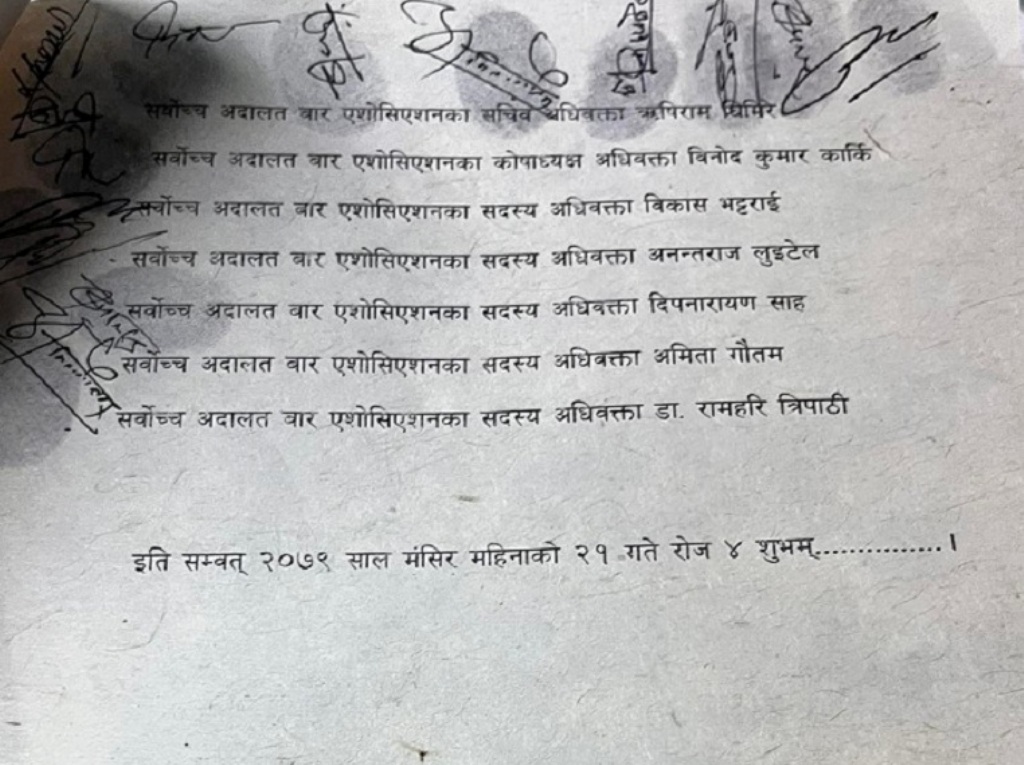 सर्वोच्च अदालत बार एशोसिएशनका सचिव अधिवक्ता ऋषिराम घिमिरे
सर्वोच्च अदालत बार एशोसिएशनका कोषाध्यक्ष अधिवक्ता विनोद कुमार कार्कि
सर्वोच्च अदालत बार एशोसिएशनका सदस्य अधिवक्ता विकास भट्टराई
सर्वोच्च अदालत बार एशोसिएशनका सदस्य अधिवक्ता अनन्तराज लुइटेल
सर्वोच्च अदालत बार एशोसिएशनका सदस्य अधिवक्ता दिपनारायण साह
सर्वोच्च अदालत बार एशोसिएशनका सदस्य अधिवक्ता अमिता गौतम
सर्वोच्च अदालत बार एशोसिएशनका सदस्य अधिवक्ता डा. रामहरि त्रिपाठी
इति सम्वत् २०७९ साल मंसिर महिनाको २१ गते रोज ४ शुभम्...............।